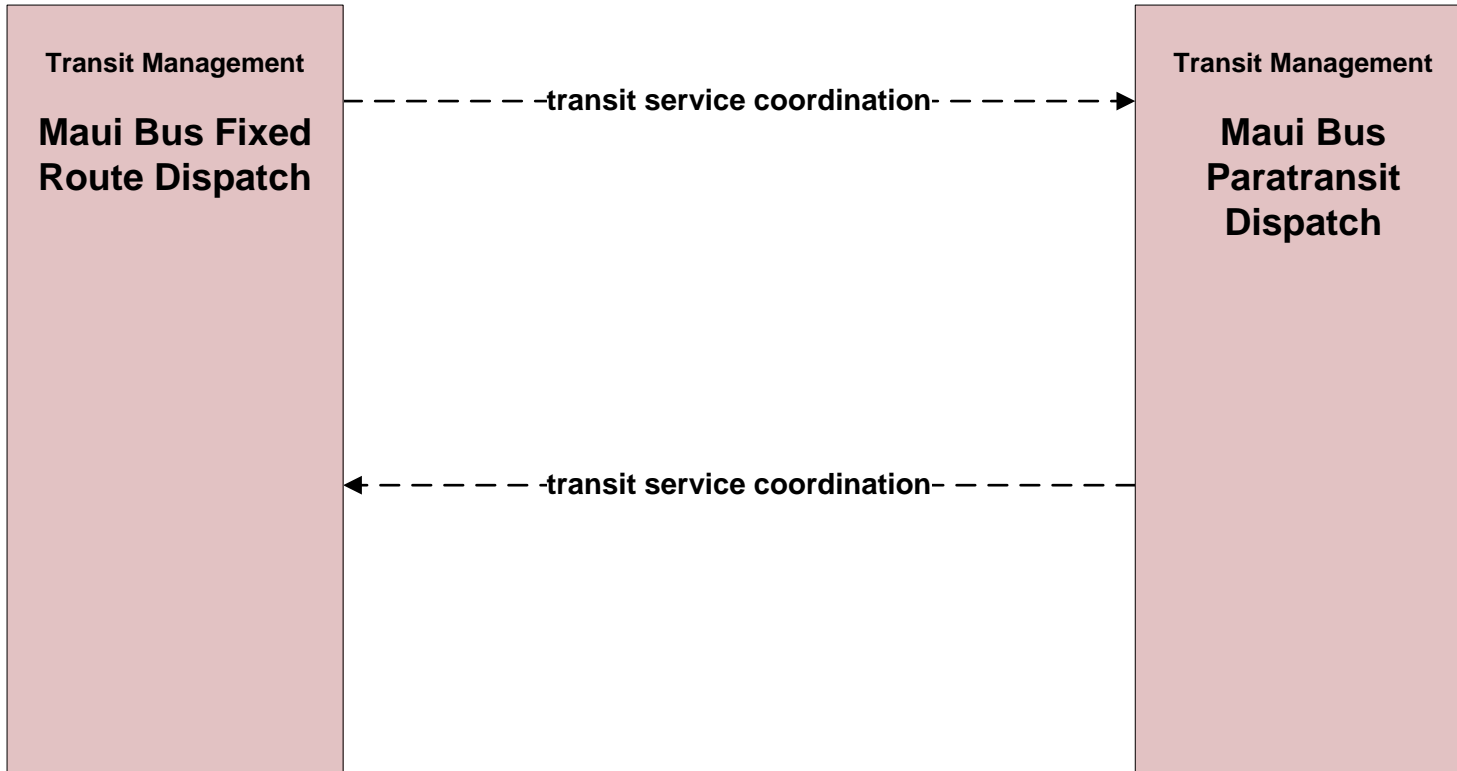 Transit Management
Maui Bus Fixed
Route Dispatch
transit service coordination
transit service coordination
Transit Management
Maui Bus
Paratransit
Dispatch